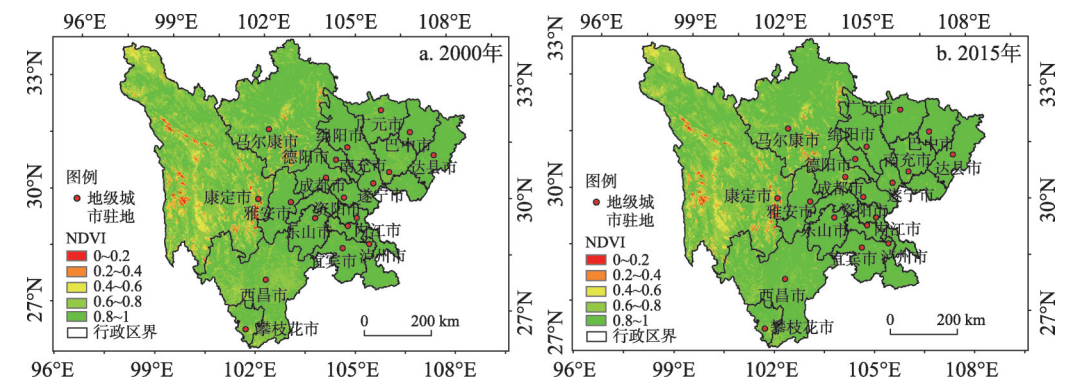 96°E 99°E 102°E 105°E 108°E
33°N
30°N
27°N
a. 2000年
33°N
30°N
27°N
广元市
绵阳市
巴中市
马尔康市
德阳市
南充市
达县市
成都市
遂宁市
康定市
雅安市
资阳市
乐山市
内江市
宜宾市
泸州市
西昌市
攀枝花市
图例
地级城
市驻地
NDVI
0~0.2
0.2~0.4
0.4~0.6
0.6~0.8
0.8~1
行政区界
0 200 km
96°E 99°E 102°E 105°E 108°E
96°E 99°E 102°E 105°E 108°E
33°N
30°N
27°N
b. 2015年
33°N
30°N
27°N
广元市
绵阳市
巴中市
马尔康市
德阳市
南充市
达县市
成都市
遂宁市
康定市
雅安市
资阳市
乐山市
内江市
宜宾市
泸州市
西昌市
攀枝花市
图例
地级城
市驻地
NDVI
0~0.2
0.2~0.4
0.4~0.6
0.6~0.8
0.8~1
行政区界
0 200 km
96°E 99°E 102°E 105°E 108°E